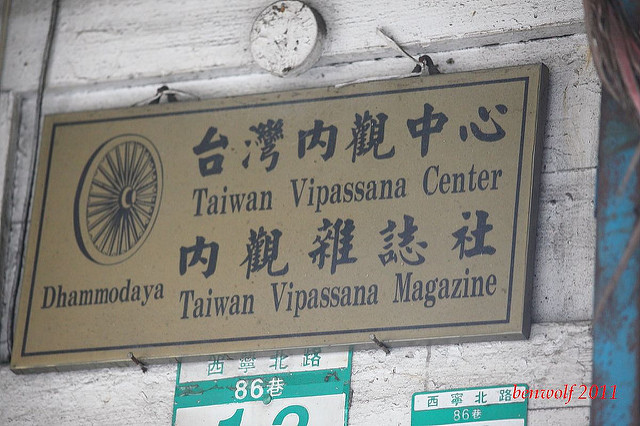 台灣內觀中心
Taiwan Vipassana Center
內觀雜誌社
Dhammodaya
Taiwan Vipassana Magazine
西寧北路
86巷
西寧北路
86巷
bonwolf 2011